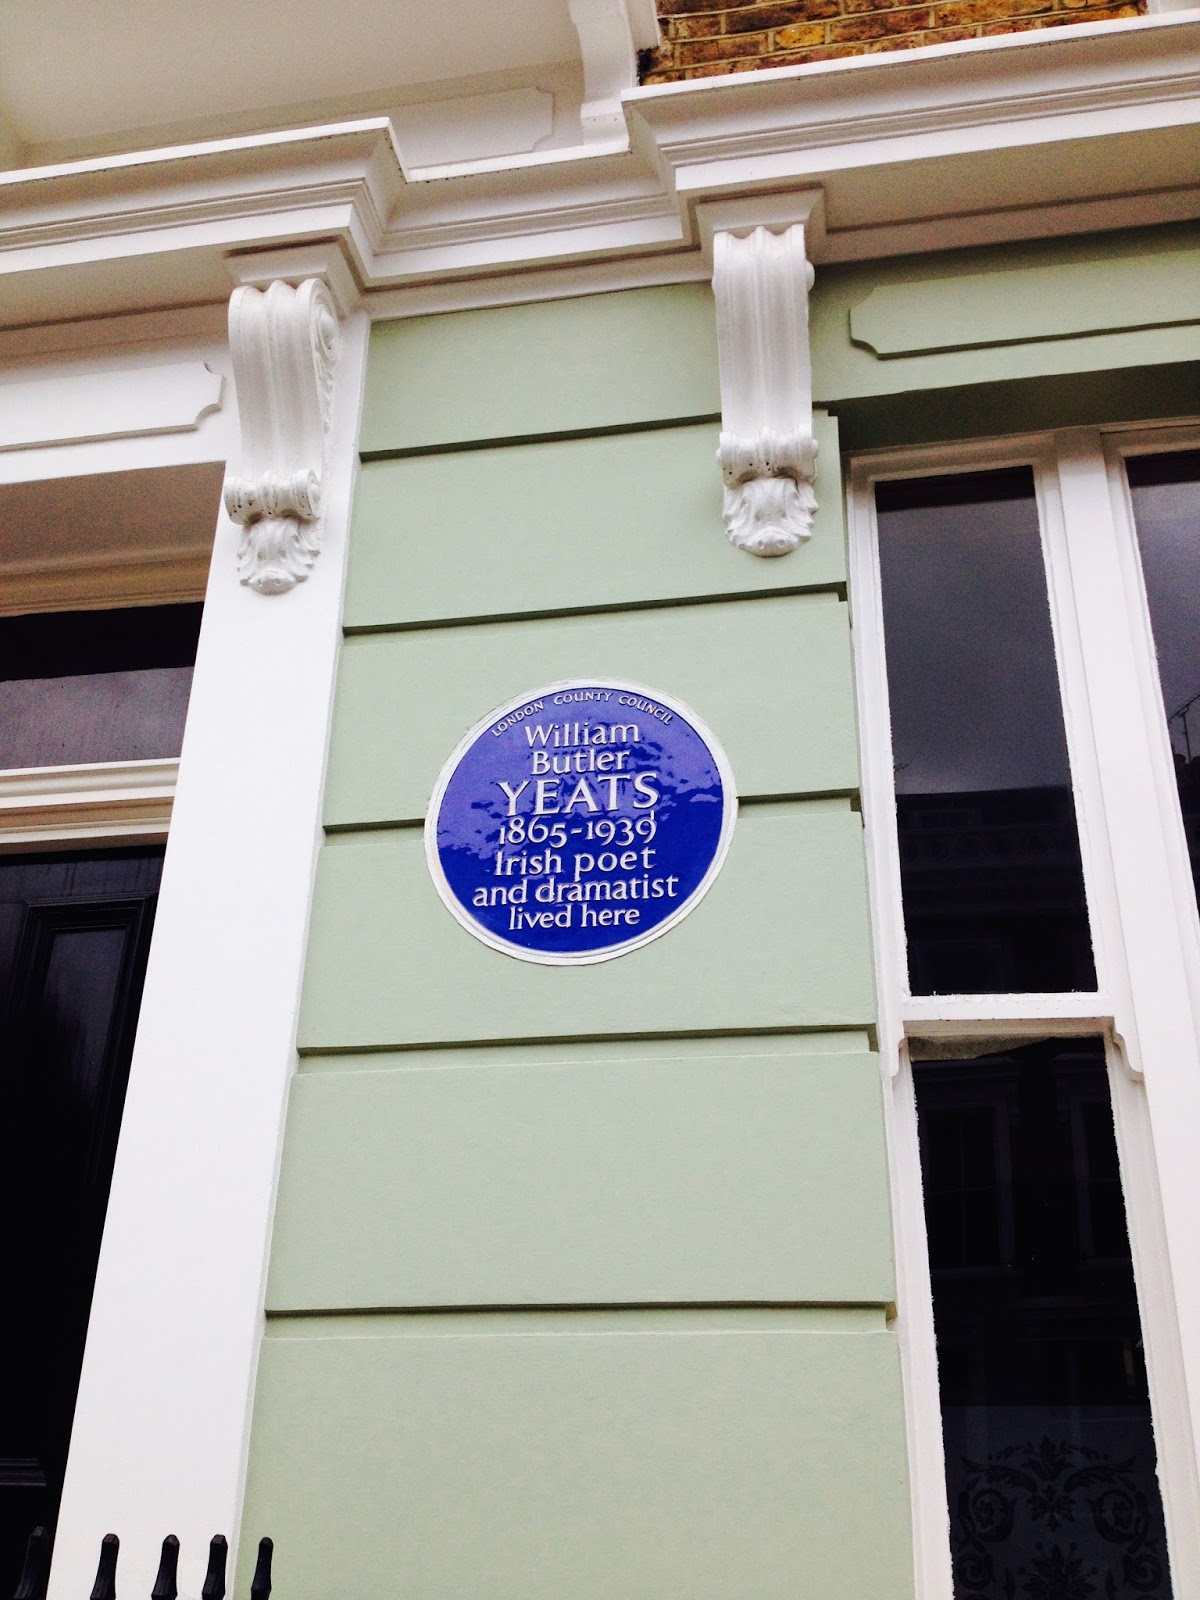 LONDON COUNTY COUNCIL
William
Butler
YEATS
1865-1939
Irish poet
and dramatist
lived here